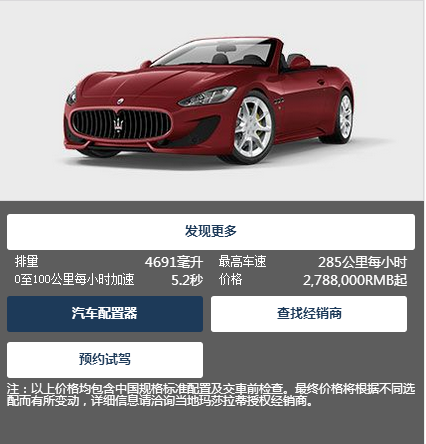 发现更多
排量 4691毫升 最高车速 285公里每小时
0至100公里每小时加速 5.2秒 价格 2,788,000RMB起
汽车配置器 查找经销商
预约试驾
注：以上价格均包含中国规格标准配置及交車前检查。最终价格将根据不同选
配而有所变动，详细信息请洽询当地玛莎拉蒂授权经销商。